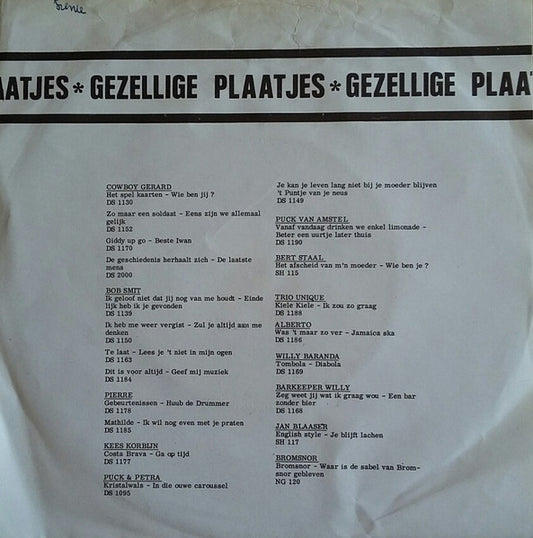 AATJES * GEZELLIGE PLAATJES * GEZELLIGE PLAA
COWBOY GERARD
Het spel kaarten - Wie ben jij ?
DS 1130
Zo maar een soldaat - Eens zijn we allemaal
gelijk
DS 1152
Giddy up go - Beste Iwan
DS 1170
De geschiedenis herhaalt zich - De laatste
mens
DS 2000
BOB SMIT
Ik geloof niet dat jij nog van me houdt - Einde
lijk heb ik je gevonden
DS 1139
Ik heb me weer vergist - Zul je altijd aan me
denken
DS 1150
Te laat - Lees je 't niet in mijn ogen
DS 1163
Dit is voor altijd - Geef mij muziek
DS 1184
PIERRE
Gebeurtenissen - Huub de Drummer
DS 1178
Mathilde - Ik wil nog even met je praten
DS 1185
KEES KORBIJN
Costa Brava - Ga op tijd
DS 1177
PUCK & PETRA
Kristalwals - In die ouwe caroussel
DS 1095
Je kan je leven lang niet bij je moeder blijven
't Puntje van je neus
DS 1149
PUCK VAN AMSTEL
Vanaf vandaag drinken we enkel limonade -
Beter een uurtje later thuis
DS 1190
BERT STAAL
Het afscheid van m'n moeder - Wie ben je ?
SH 115
TRIO UNIQUE
Kiele Kiele - Ik zou zo graag
DS 1188
ALBERTO
Was 't maar zo ver - Jamaica ska
DS 1186
WILLY BARANDA
Tombola - Diabola
DS 1169
BARKEEPER WILLY
Zeg weet jij wat ik graag wou - Een bar
zonder bier
DS 1168
JAN BLAASER
English style - Je blijft lachen
SH 117
BROMSNOR
Bromsnor - Waar is de sabel van Brom-
snor gebleven
NG 120